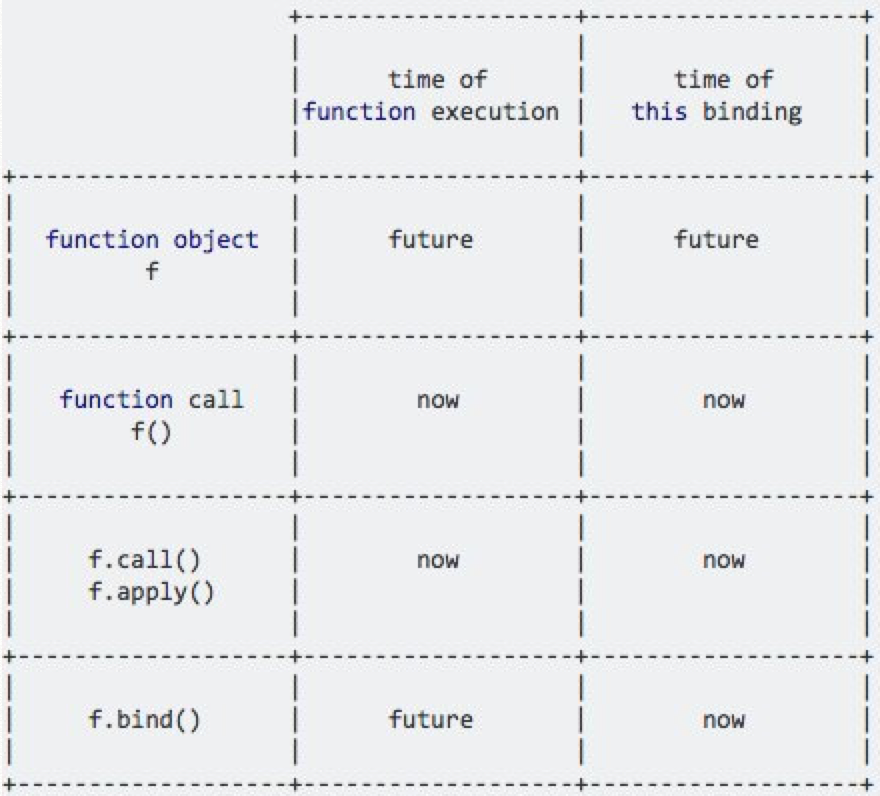 +--------------------+--------------------+
time of time of
function execution this binding
+--------------------+--------------------+--------------------+
function object future future
f
+--------------------+--------------------+--------------------+
function call now now
f()
+--------------------+--------------------+--------------------+
f.call() now now
f.apply()
+--------------------+--------------------+--------------------+
f.bind() future now
+--------------------+--------------------+--------------------+